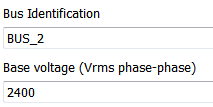 Bus Identification
BUS_2
Base voltage (Vrms phase-phase)
2400